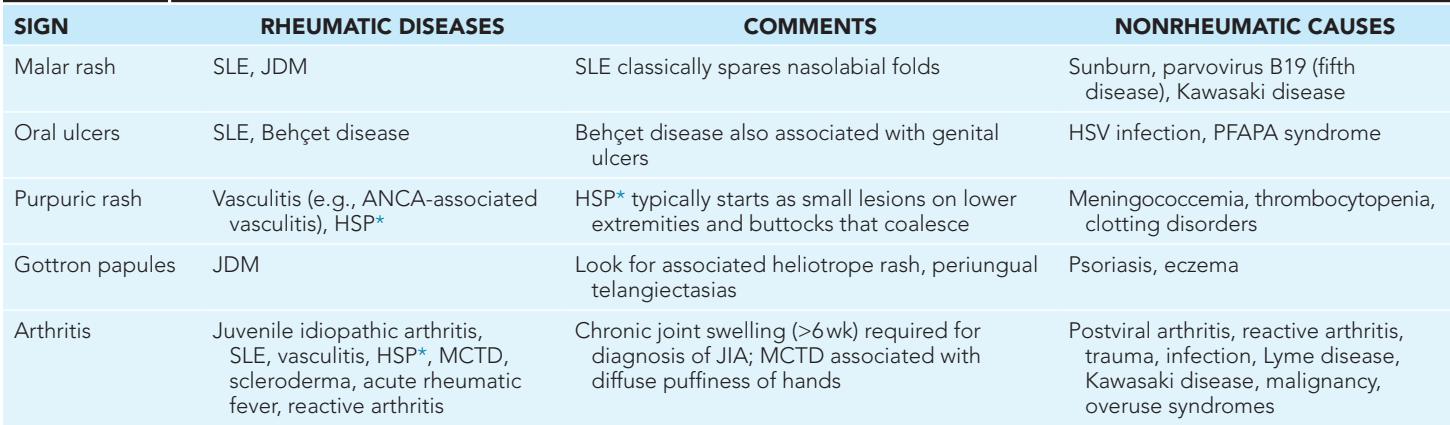 SIGN RHEUMATIC DISEASES COMMENTS NONRHEUMATIC CAUSES
Malar rash SLE, JDM SLE classically spares nasolabial folds Sunburn, parvovirus B19 (fifth
disease), Kawasaki disease
Oral ulcers SLE, Behçet disease Behçet disease also associated with genital HSV infection, PFAPA syndrome
ulcers
Purpuric rash Vasculitis (e.g., ANCA-associated HSP* typically starts as small lesions on lower Meningococcemia, thrombocytopenia,
vasculitis), HSP* extremities and buttocks that coalesce clotting disorders
Gottron papules JDM Look for associated heliotrope rash, periungual Psoriasis, eczema
telangiectasias
Arthritis Juvenile idiopathic arthritis, Chronic joint swelling (>6 wk) required for Postviral arthritis, reactive arthritis,
SLE, vasculitis, HSP*, MCTD, diagnosis of JIA; MCTD associated with trauma, infection, Lyme disease,
scleroderma, acute rheumatic diffuse puffiness of hands Kawasaki disease, malignancy,
fever, reactive arthritis overuse syndromes